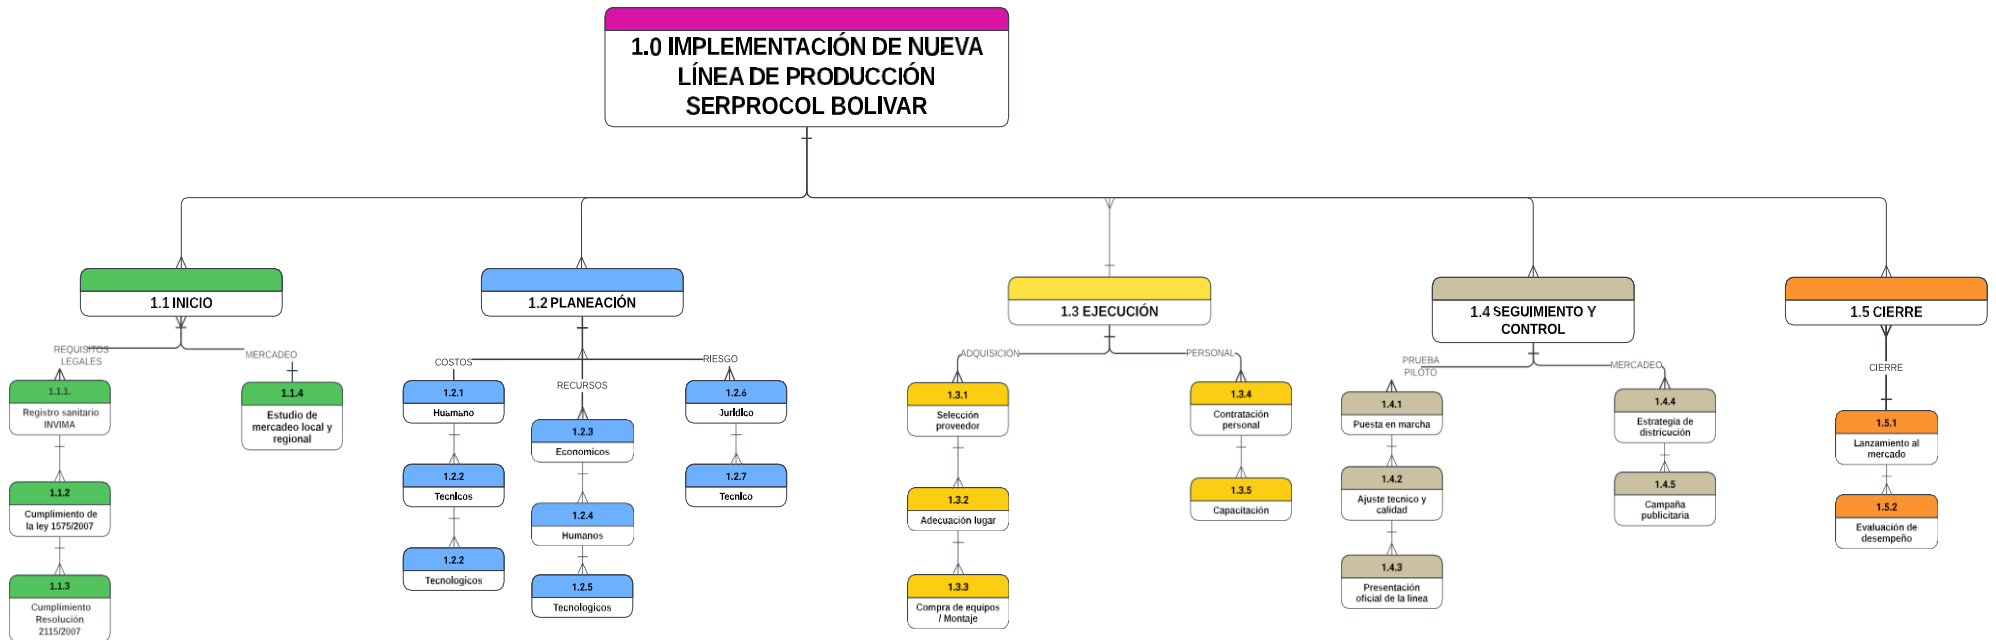 1.0 IMPLEMENTACIÓN DE NUEVA
LÍNEA DE PRODUCCIÓN
SERPROCOL BOLIVAR
1.1 INICIO
REQUISITOS
LEGALES
MERCADEO
1.1.1.
Registro sanitario
INVIMA
1.1.2
Cumplimiento de
la ley 1575/2007
1.1.3
Cumplimiento
Resolución
2115/2007
1.1.4
Estudio de
mercadeo local y
regional
1.2 PLANEACIÓN
COSTOS
RECURSOS
RIESGO
1.2.1
Huamano
1.2.2
Tecnicos
1.2.2
Tecnologicos
1.2.3
Economicos
1.2.4
Humanos
1.2.5
Tecnologicos
1.2.6
Juridico
1.2.7
Tecnico
1.3 EJECUCIÓN
ADQUISICIÓN
PERSONAL
1.3.1
Selección
proveedor
1.3.2
Adecuación lugar
1.3.3
Compra de equipos
/ Montaje
1.3.4
Contratación
personal
1.3.5
Capacitación
1.4 SEGUIMIENTO Y
CONTROL
PRUEBA
PILOTO
MERCADEO
1.4.1
Puesta en marcha
1.4.2
Ajuste tecnico y
calidad
1.4.3
Presentación
oficial de la linea
1.4.4
Estrategia de
districución
1.4.5
Campaña
publicitaria
1.5 CIERRE
CIERRE
1.5.1
Lanzamiento al
mercado
1.5.2
Evaluación de
desempeño